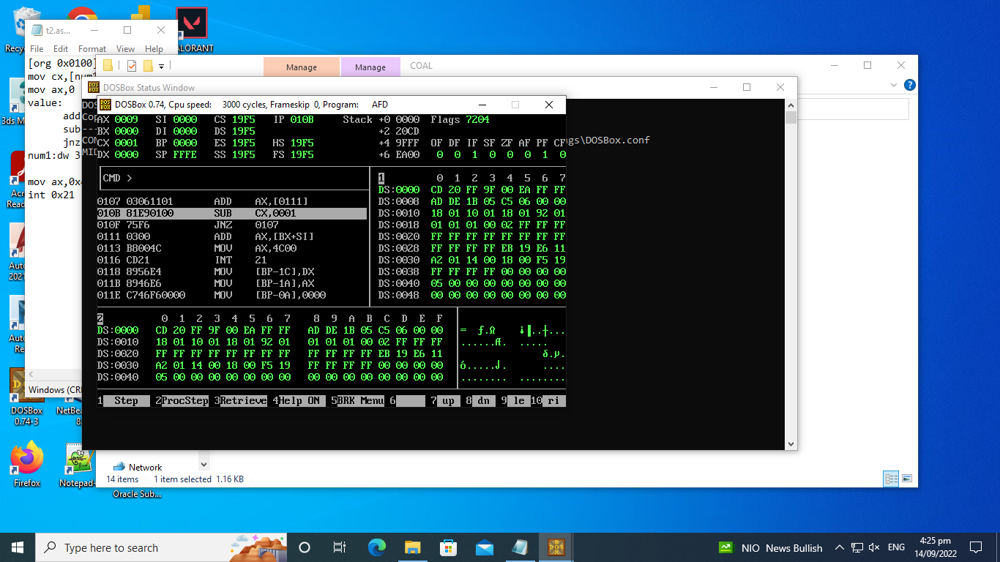 Recy
ALORANT
t2.as...
File Edit Format View Help
[org 0x0100]
mov cx,[num1
mov ax,0
value:
add
sub
jnz
num1:dw 3
mov ax,0x4
int 0x21
Windows (CR
3ds M
Acr
Read
Auto
2021
Auto
Re
DOSBox
0.74-3
NetBea
8.
Firefox
Notepad
Oracle Sub...
Manage
Manage
COAL
Network
14 items 1 item selected 1.16 KB
DOSBox Status Window
DOS
Cop
---
CON
MID
gs\DOSBox.conf
DOSBox 0.74, Cpu speed: 3000 cycles, Frameskip 0, Program: AFD
AX 0009 SI 0000 CS 19F5 IP 010B Stack +0 0000 Flags 7204
BX 0000 DI 0000 DS 19F5 +2 20CD
CX 0001 BP 0000 ES 19F5 HS 19F5 +4 9FFF OF DF IF SF ZF AF PF CF
DX 0000 SP FFFE SS 19F5 FS 19F5 +6 EA00 0 0 1 0 0 0 1 0
CMD >
0107 03061101 ADD AX,[0111]
010B 81E90100 SUB CX,0001
010F 75F6 JNZ 0107
0111 0300 ADD AX,[BX+SI]
0113 B8004C MOV AX,4C00
0116 CD21 INT 21
0118 8956E4 MOV [BP-1C],DX
011B 8946E6 MOV [BP-1A],AX
011E C746F60000 MOV [BP-0A],0000
1 0 1 2 3 4 5 6 7
DS:0000 CD 20 FF 9F 00 EA FF FF
DS:0008 AD DE 1B 05 C5 06 00 00
DS:0010 18 01 10 01 18 01 92 01
DS:0018 01 01 01 00 02 FF FF FF
DS:0020 FF FF FF FF FF FF FF FF
DS:0028 FF FF FF FF EB 19 E6 11
DS:0030 A2 01 14 00 18 00 F5 19
DS:0038 FF FF FF FF 00 00 00 00
DS:0040 05 00 00 00 00 00 00 00
DS:0048 00 00 00 00 00 00 00 00
2 0 1 2 3 4 5 6 7 8 9 A B C D E F
DS:0000 CD 20 FF 9F 00 EA FF FF AD DE 1B 05 C5 06 00 00 = ƒ.Ω ¡▐..┼...
DS:0010 18 01 10 01 18 01 92 01 01 01 01 00 02 FF FF FF ......Æ. .....
DS:0020 FF FF FF FF FF FF FF FF FF FF FF FF EB 19 E6 11 δ.µ.
DS:0030 A2 01 14 00 18 00 F5 19 FF FF FF FF 00 00 00 00 ó.....⌡. ....
DS:0040 05 00 00 00 00 00 00 00 00 00 00 00 00 00 00 00 ........ ........
1 Step 2ProcStep 3Retrieve 4Help ON 5BRK Menu 6 7 up 8 dn 9 le 10 ri
Type here to search
NIO News Bullish
ENG
4:25 pm
14/09/2022